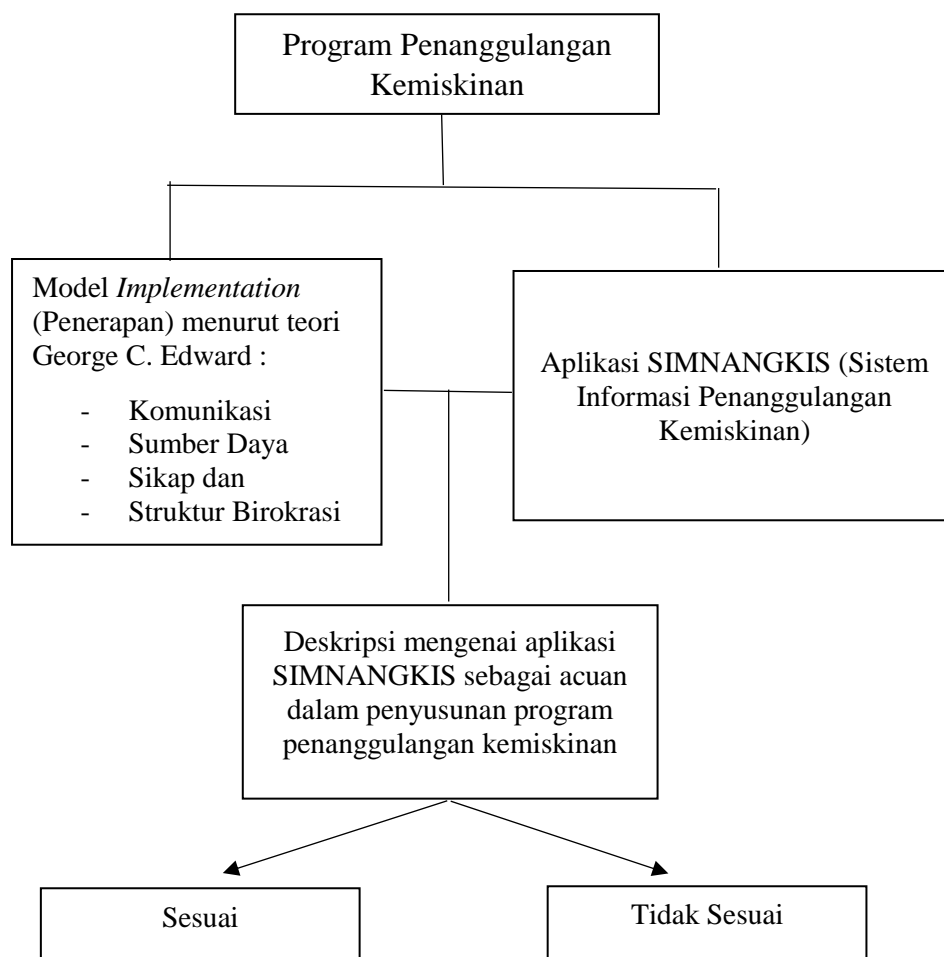 Program Penanggulangan
Kemiskinan
Model Implementation
(Penerapan) menurut teori
George C. Edward :
- Komunikasi
- Sumber Daya
- Sikap dan
- Struktur Birokrasi
Aplikasi SIMNANGKIS (Sistem
Informasi Penanggulangan
Kemiskinan)
Deskripsi mengenai aplikasi
SIMNANGKIS sebagai acuan
dalam penyusunan program
penanggulangan kemiskinan
Sesuai
Tidak Sesuai